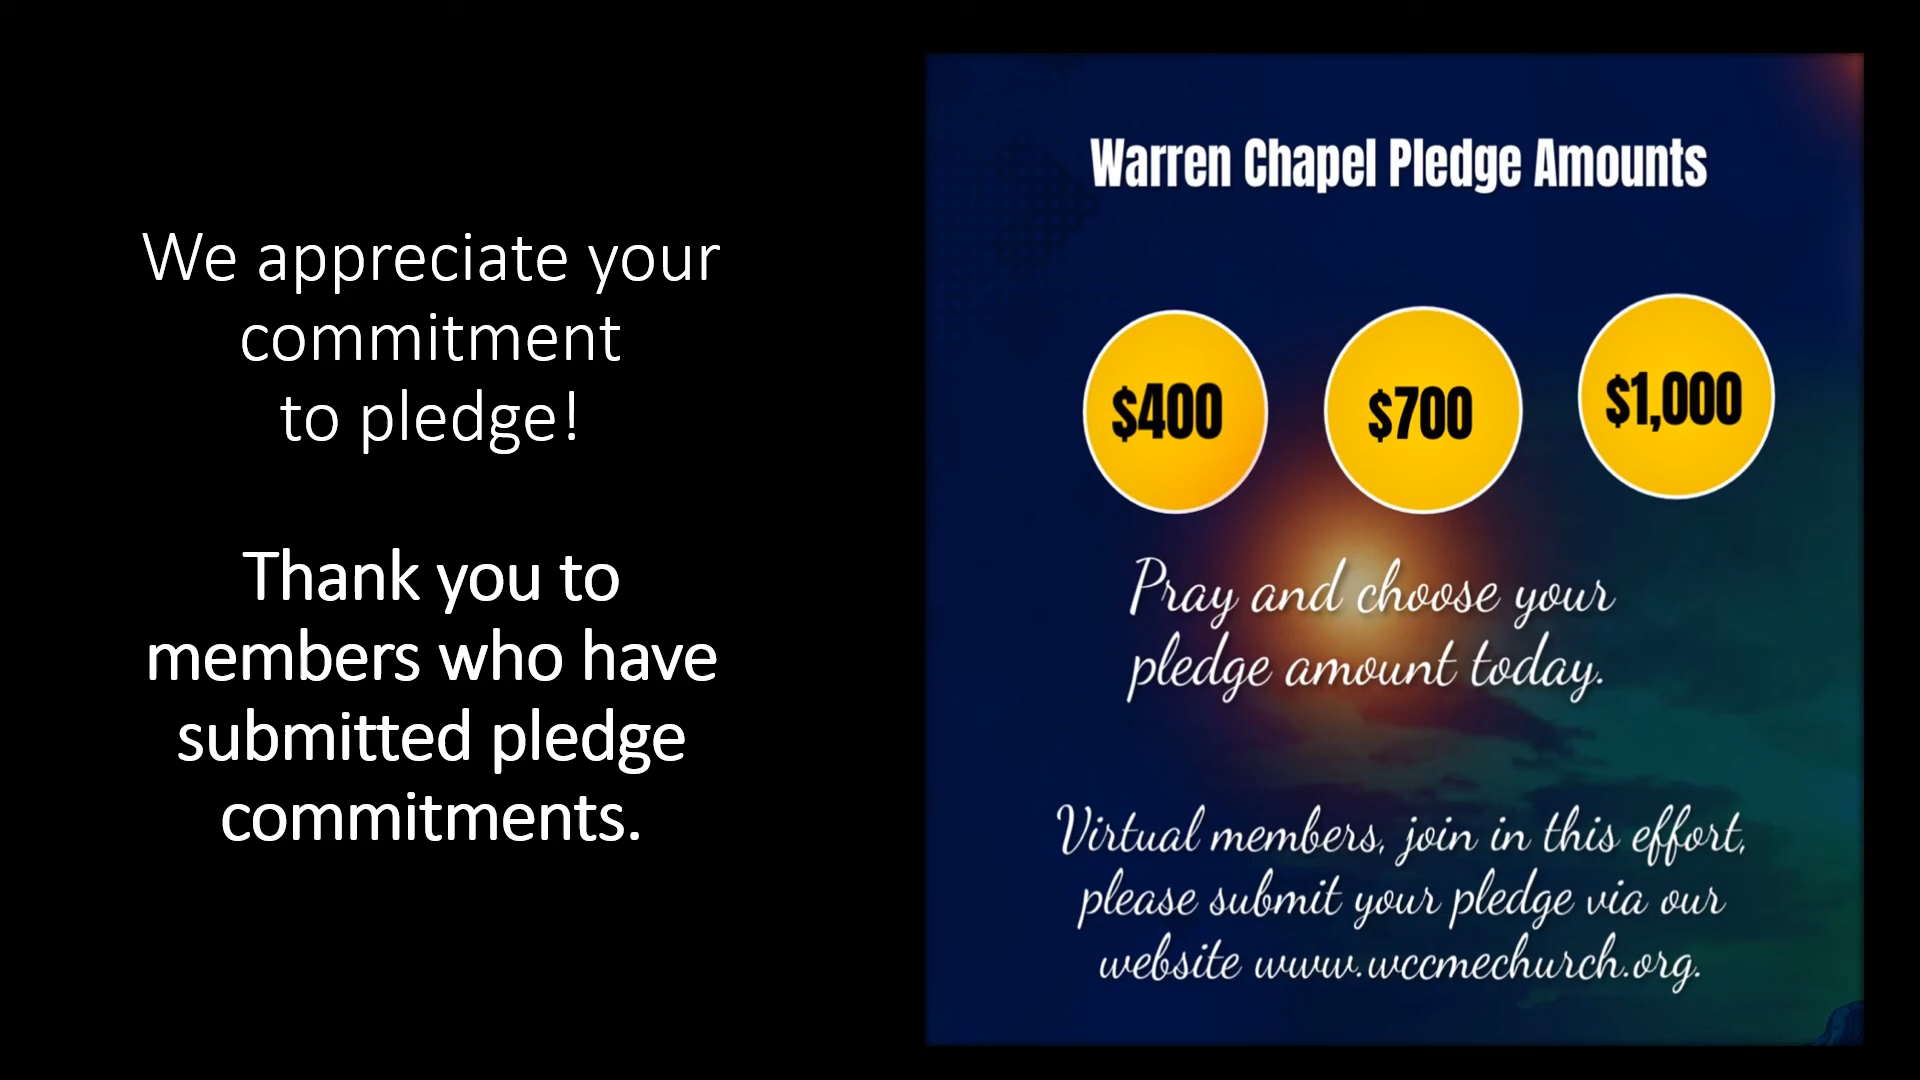 We appreciate your
commitment
to pledge!
Thank you to
members who have
submitted pledge
commitments.
Warren Chapel Pledge Amounts
$400
$700
$1,000
Pray and choose your
pledge amount today.
Virtual members, join in this effort,
please submit your pledge via our
website www.wccmechurch.org.